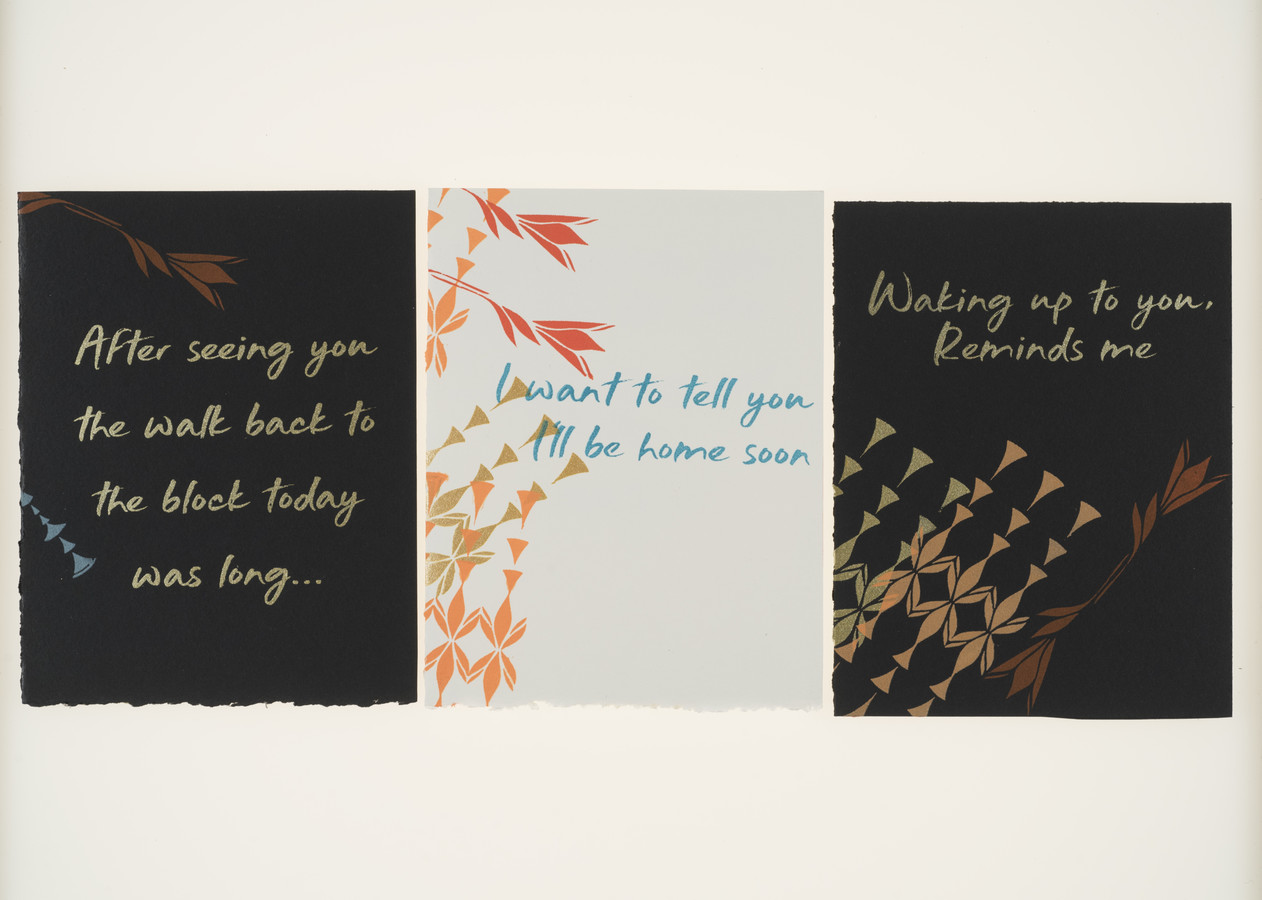 After seeing you
the walk back to
the block today
was long...
I want to tell you
I'll be home soon
Waking up to you.
Reminds me